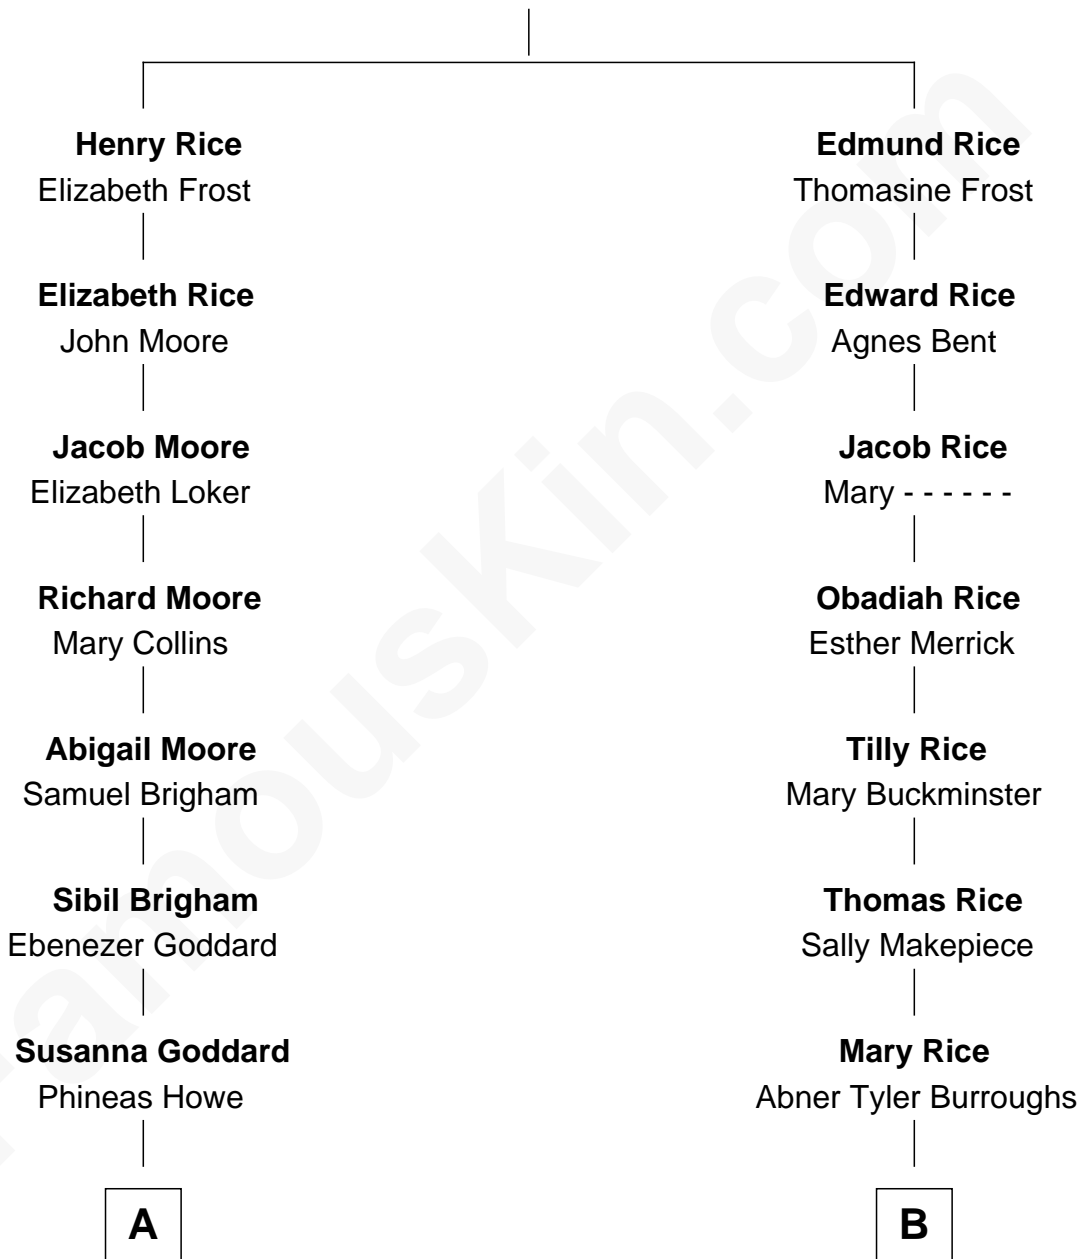 Henry Rice
Elizabeth Frost
Elizabeth Rice
John Moore
Jacob Moore
Elizabeth Loker
Richard Moore
Mary Collins
Abigail Moore
Samuel Brigham
Sibil Brigham
Ebenezer Goddard
Susanna Goddard
Phineas Howe
A
Edmund Rice
Thomasine Frost
Edward Rice
Agnes Bent
Jacob Rice
Mary - - - - - -
Obadiah Rice
Esther Merrick
Tilly Rice
Mary Buckminster
Thomas Rice
Sally Makepiece
Mary Rice
Abner Tyler Burroughs
B
FamousKin.com